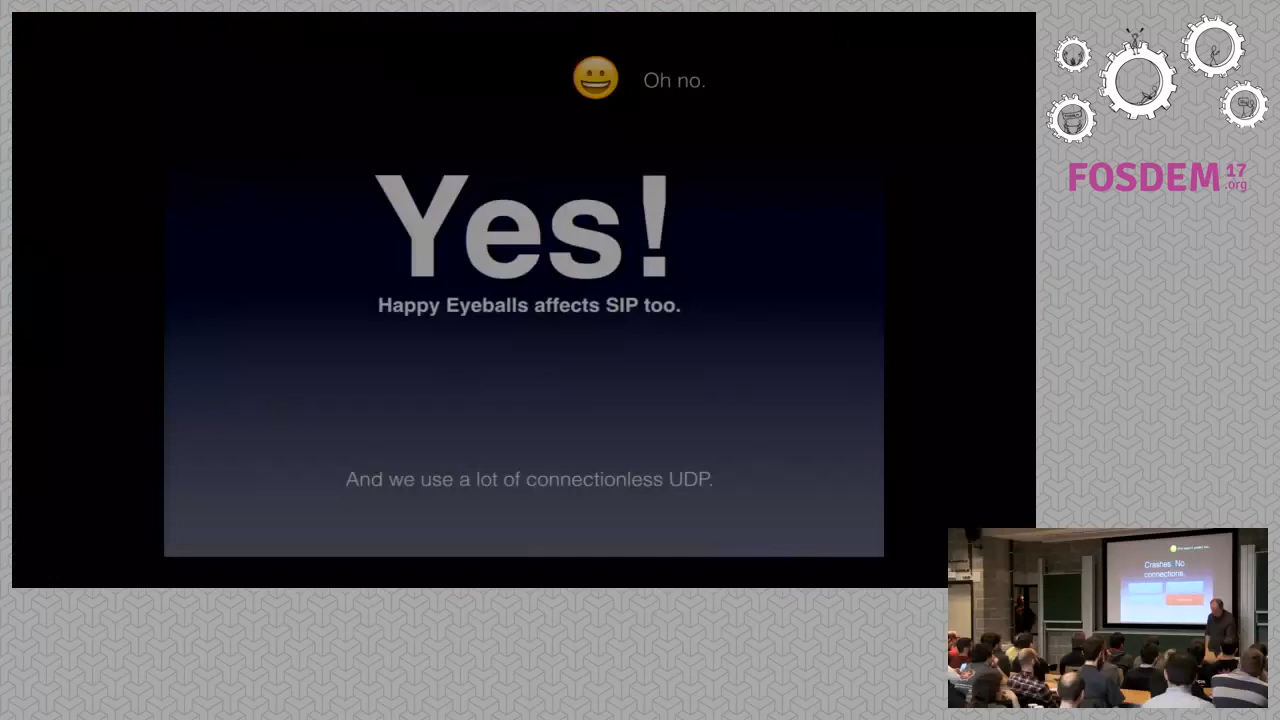 Oh no.
Yes!
Happy Eyeballs affects SIP too.
And we use a lot of connectionless UDP.
FOSDEM 17
.org
Crashes. No
connections.